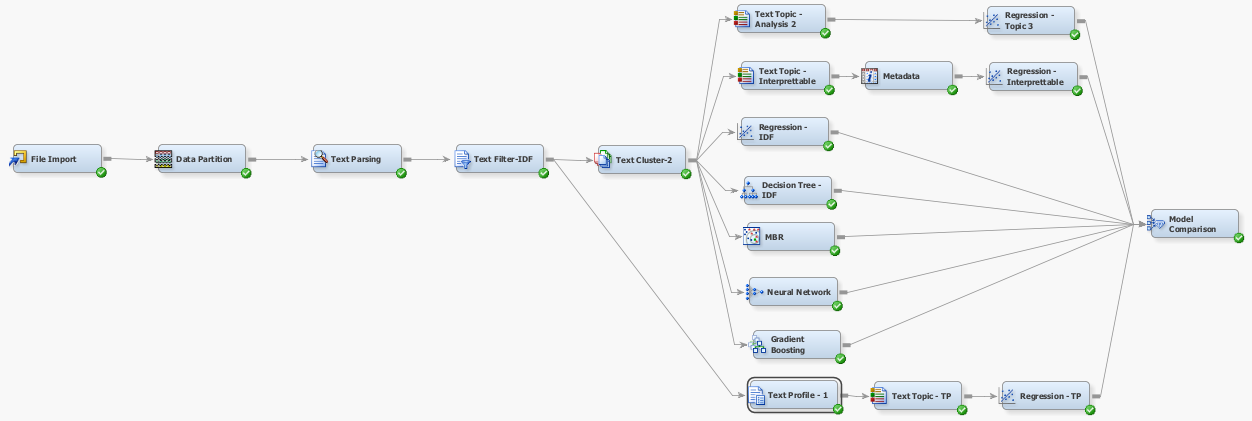 Text Topic -
Analysis 2
Regression -
Topic 3
Text Topic -
Interprettable
Metadata
Regression -
Interprettable
Regression -
IDF
File Import
Data Partition
Text Parsing
Text Filter-IDF
Text Cluster-2
Decision Tree -
IDF
MBR
Model
Comparison
Neural Network
Gradient
Boosting
Text Profile - 1
Text Topic - TP
Regression - TP